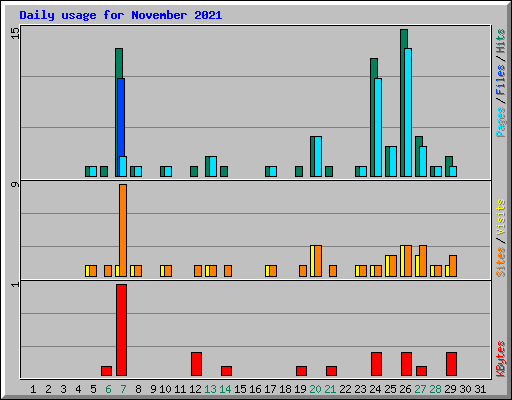 Daily usage for November 2021
15
Pages/Files/Hits
9
Sites/Visits
1
KBytes
1 2 3 4 5 6 7 8 9 10 11 12 13 14 15 16 17 18 19 20 21 22 23 24 25 26 27 28 29 30 31